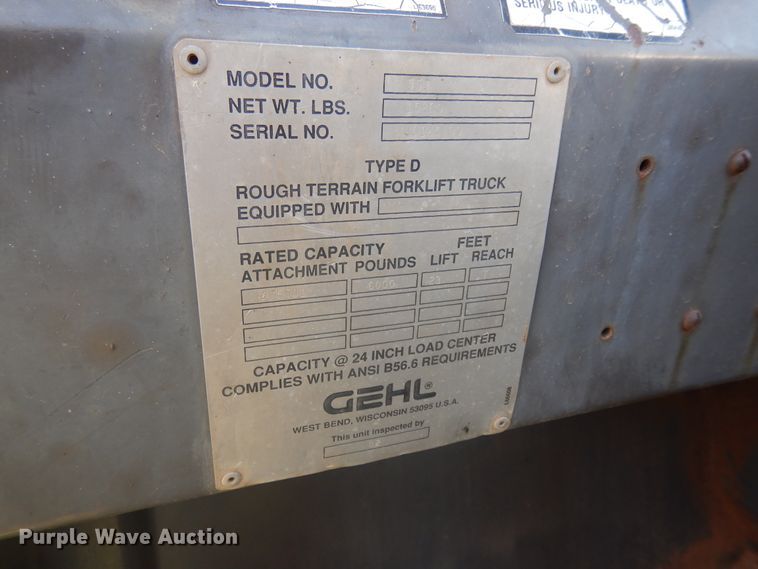 SERIOUS INJURY
MODEL NO.
NET WT. LBS.
SERIAL NO.
TYPE D
ROUGH TERRAIN FORKLIFT TRUCK
EQUIPPED WITH
RATED CAPACITY FEET
ATTACHMENT POUNDS LIFT REACH
6000
CAPACITY @ 24 INCH LOAD CENTER
COMPLIES WITH ANSI B56.6 REQUIREMENTS
GEHL®
WEST BEND, WISCONSIN 53095 U.S.A.
This unit inspected by
Purple Wave Auction